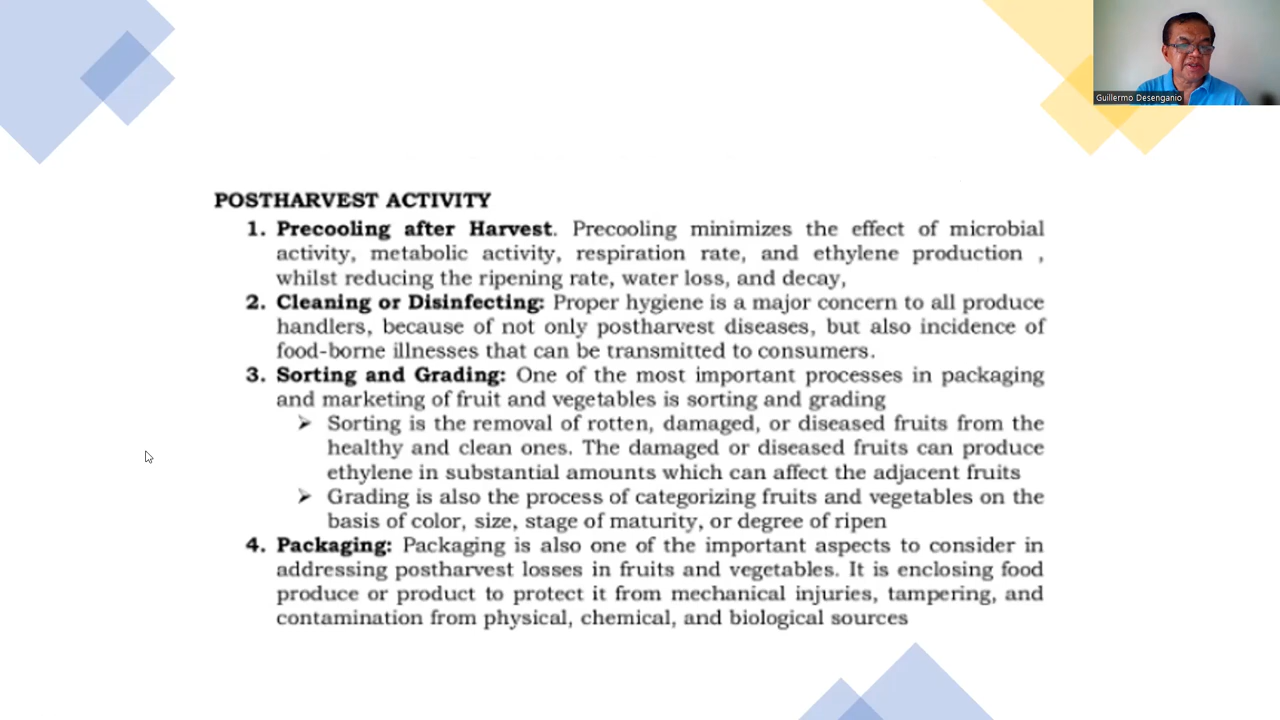 Guillermo Desenganio
POSTHARVEST ACTIVITY
1. Precooling after Harvest. Precooling minimizes the effect of microbial
activity, metabolic activity, respiration rate, and ethylene production ,
whilst reducing the ripening rate, water loss, and decay,
2. Cleaning or Disinfecting: Proper hygiene is a major concern to all produce
handlers, because of not only postharvest diseases, but also incidence of
food-borne illnesses that can be transmitted to consumers.
3. Sorting and Grading: One of the most important processes in packaging
and marketing of fruit and vegetables is sorting and grading
➢ Sorting is the removal of rotten, damaged, or diseased fruits from the
healthy and clean ones. The damaged or diseased fruits can produce
ethylene in substantial amounts which can affect the adjacent fruits
➢ Grading is also the process of categorizing fruits and vegetables on the
basis of color, size, stage of maturity, or degree of ripen
4. Packaging: Packaging is also one of the important aspects to consider in
addressing postharvest losses in fruits and vegetables. It is enclosing food
produce or product to protect it from mechanical injuries, tampering, and
contamination from physical, chemical, and biological sources